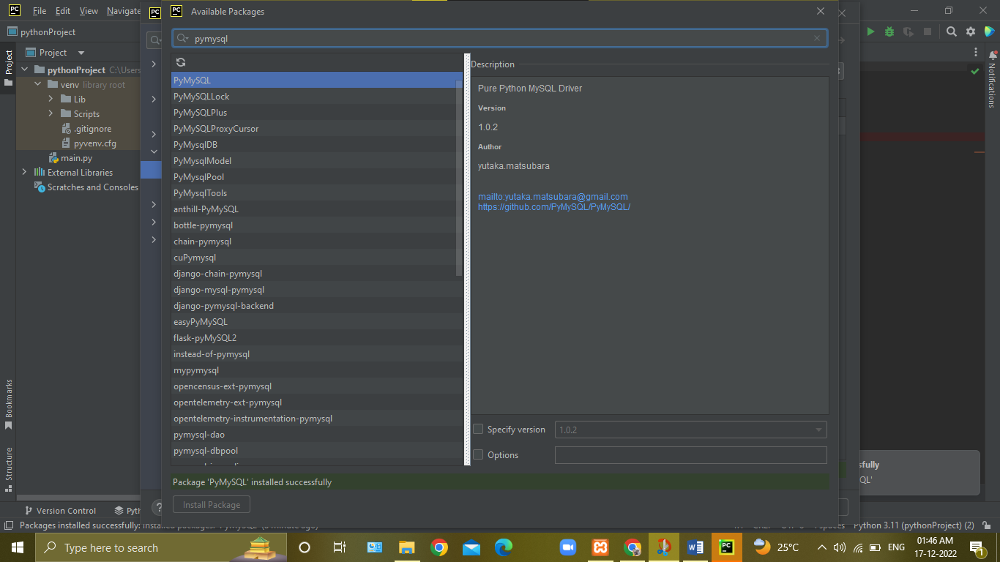 PC File Edit View Navigate
PC
PC Available Packages
pythonProject
pymysql
Project
Project
pythonProject C:\Users
venv library root
Lib
Scripts
.gitignore
pyvenv.cfg
main.py
External Libraries
Scratches and Consoles
Bookmarks
Structure
PyMySQL
PyMySQLLock
PyMySQLPlus
PyMySQLProxyCursor
PyMysqlDB
PyMysqlModel
PyMysqlPool
PyMysqlTools
anthill-PyMySQL
bottle-pymysql
chain-pymysql
cuPymysql
django-chain-pymysql
django-mysql-pymysql
django-pymysql-backend
easyPyMySQL
flask-pyMySQL2
instead-of-pymysql
mypymysql
opencensus-ext-pymysql
opentelemetry-ext-pymysql
opentelemetry-instrumentation-pymysql
pymysql-dao
pymysql-dbpool
Description
Pure Python MySQL Driver
Version
1.0.2
Author
yutaka.matsubara
mailto:yutaka.matsubara@gmail.com
https://github.com/PyMySQL/PyMySQL/
Specify version 1.0.2
Options
Notifications
sfully
QL'
Package 'PyMySQL' installed successfully
Install Package
?
Version Control Pyth
Packages installed successfully: Installed packages:
Python 3.11 (pythonProject) (2)
Type here to search
W
PC
25°C
ENG
01:46 AM
17-12-2022
1